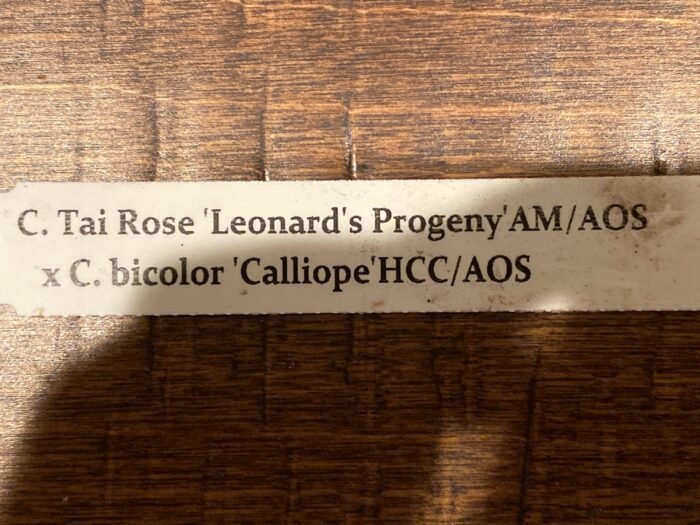 C. Tai Rose 'Leonard's Progeny'AM/AOS
x C. bicolor 'Calliope'HCC/AOS